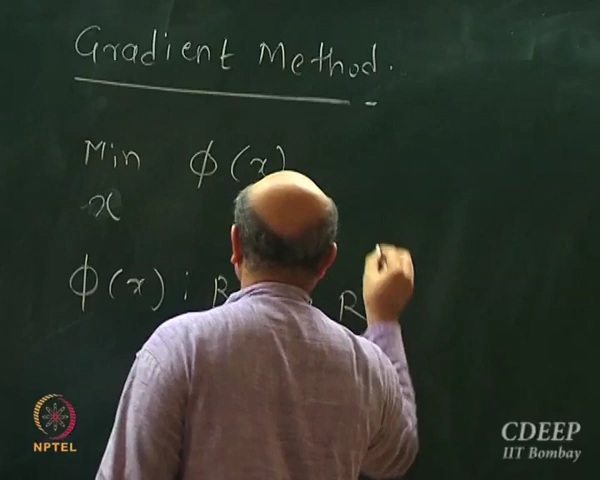 Gradient Method.
Min φ(x)
x
φ(x) : R R
NPTEL
CDEEP
IIT Bombay